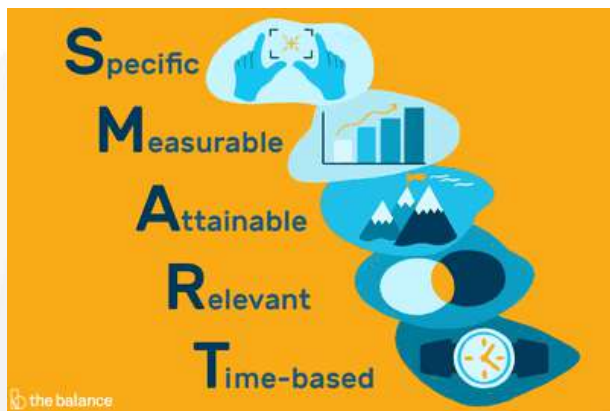 Specific
Measurable
Attainable
Relevant
Time-based
the balance